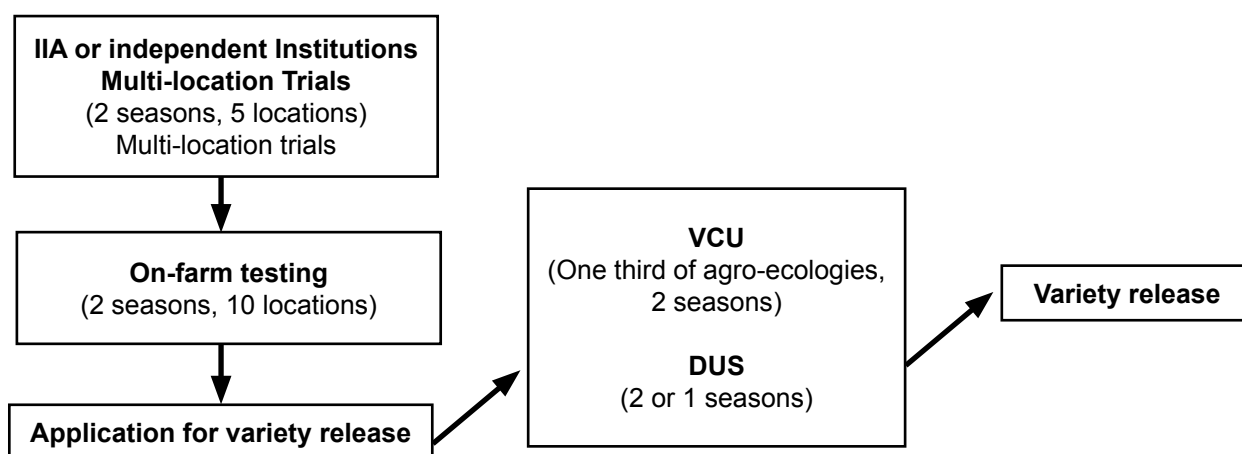 IIA or independent Institutions
Multi-location Trials
(2 seasons, 5 locations)
Multi-location trials
On-farm testing
(2 seasons, 10 locations)
Application for variety release
VCU
(One third of agro-ecologies,
2 seasons)
DUS
(2 or 1 seasons)
Variety release